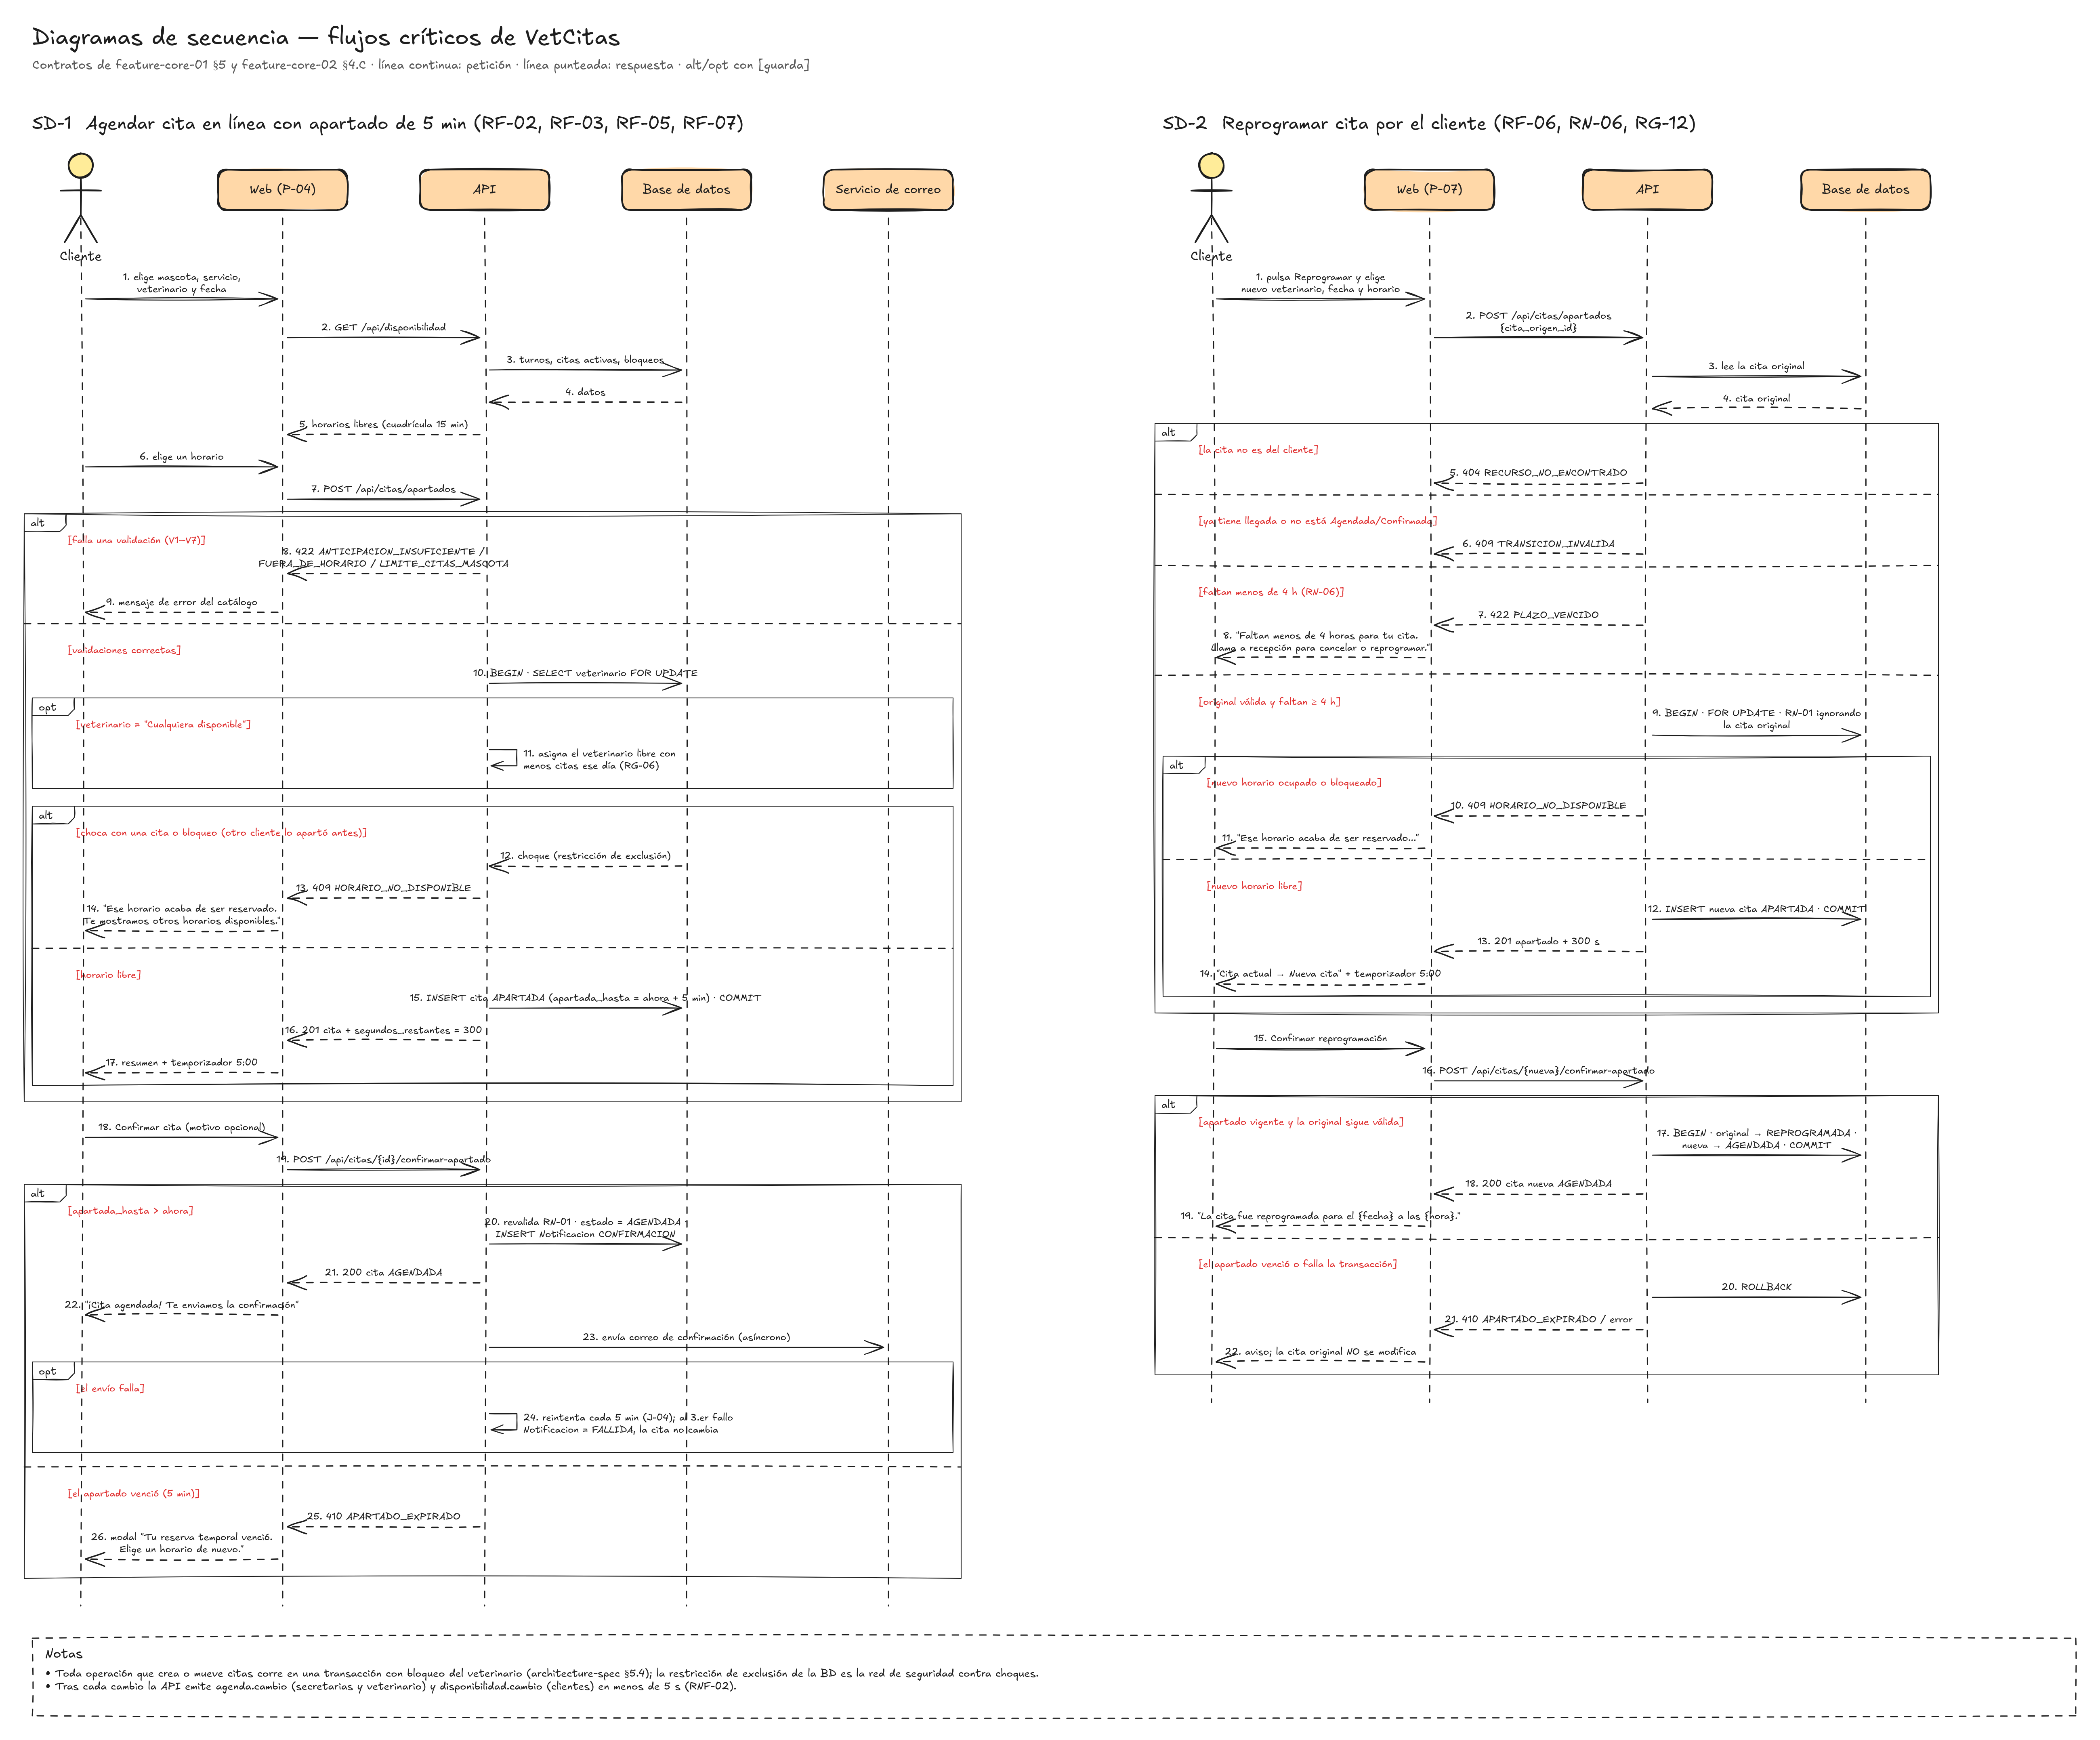 Diagramas de secuencia — flujos críticos de VetCitas
Contratos de feature-core-01 §5 y feature-core-02 §4.C · línea continua: petición · línea punteada: respuesta · alt/opt con [guarda]
SD-1 Agendar cita en línea con apartado de 5 min (RF-02, RF-03, RF-05, RF-07)
Cliente
Web (P-04)
API
Base de datos
Servicio de correo
1. elige mascota, servicio,
veterinario y fecha
2. GET /api/disponibilidad
3. turnos, citas activas, bloqueos
4. datos
5. horarios libres (cuadrícula 15 min)
6. elige un horario
7. POST /api/citas/apartados
alt
[falla una validación (V1–V7)]
8. 422 ANTICIPACION_INSUFICIENTE /
FUERA_DE_HORARIO / LIMITE_CITAS_MASCOTA
9. mensaje de error del catálogo
[validaciones correctas]
10. BEGIN · SELECT veterinario FOR UPDATE
opt
[veterinario = "Cualquiera disponible"]
11. asigna el veterinario libre con
menos citas ese día (RG-06)
alt
[choca con una cita o bloqueo (otro cliente lo apartó antes)]
12. choque (restricción de exclusión)
13. 409 HORARIO_NO_DISPONIBLE
14. "Ese horario acaba de ser reservado.
Te mostramos otros horarios disponibles."
[horario libre]
15. INSERT cita APARTADA (apartada_hasta = ahora + 5 min) · COMMIT
16. 201 cita + segundos_restantes = 300
17. resumen + temporizador 5:00
18. Confirmar cita (motivo opcional)
19. POST /api/citas/{id}/confirmar-apartado
alt
[apartada_hasta > ahora]
20. revalida RN-01 · estado = AGENDADA ·
INSERT Notificacion CONFIRMACION
21. 200 cita AGENDADA
22. "¡Cita agendada! Te enviamos la confirmación"
23. envía correo de confirmación (asíncrono)
opt
[el envío falla]
24. reintenta cada 5 min (J-04); al 3.er fallo
Notificacion = FALLIDA, la cita no cambia
[el apartado venció (5 min)]
25. 410 APARTADO_EXPIRADO
26. modal "Tu reserva temporal venció.
Elige un horario de nuevo."
SD-2 Reprogramar cita por el cliente (RF-06, RN-06, RG-12)
Cliente
Web (P-07)
API
Base de datos
1. pulsa Reprogramar y elige
nuevo veterinario, fecha y horario
2. POST /api/citas/apartados
{cita_origen_id}
3. lee la cita original
4. cita original
alt
[la cita no es del cliente]
5. 404 RECURSO_NO_ENCONTRADO
[ya tiene llegada o no está Agendada/Confirmada]
6. 409 TRANSICION_INVALIDA
[faltan menos de 4 h (RN-06)]
7. 422 PLAZO_VENCIDO
8. "Faltan menos de 4 horas para tu cita.
Llama a recepción para cancelar o reprogramar."
[original válida y faltan ≥ 4 h]
9. BEGIN · FOR UPDATE · RN-01 ignorando
la cita original
alt
[nuevo horario ocupado o bloqueado]
10. 409 HORARIO_NO_DISPONIBLE
11. "Ese horario acaba de ser reservado..."
[nuevo horario libre]
12. INSERT nueva cita APARTADA · COMMIT
13. 201 apartado + 300 s
14. "Cita actual → Nueva cita" + temporizador 5:00
15. Confirmar reprogramación
16. POST /api/citas/{nueva}/confirmar-apartado
alt
[apartado vigente y la original sigue válida]
17. BEGIN · original → REPROGRAMADA ·
nueva → AGENDADA · COMMIT
18. 200 cita nueva AGENDADA
19. "La cita fue reprogramada para el {fecha} a las {hora}."
[el apartado venció o falla la transacción]
20. ROLLBACK
21. 410 APARTADO_EXPIRADO / error
22. aviso; la cita original NO se modifica
Notas
• Toda operación que crea o mueve citas corre en una transacción con bloqueo del veterinario (architecture-spec §5.4); la restricción de exclusión de la BD es la red de seguridad contra choques.
• Tras cada cambio la API emite agenda.cambio (secretarias y veterinario) y disponibilidad.cambio (clientes) en menos de 5 s (RNF-02).